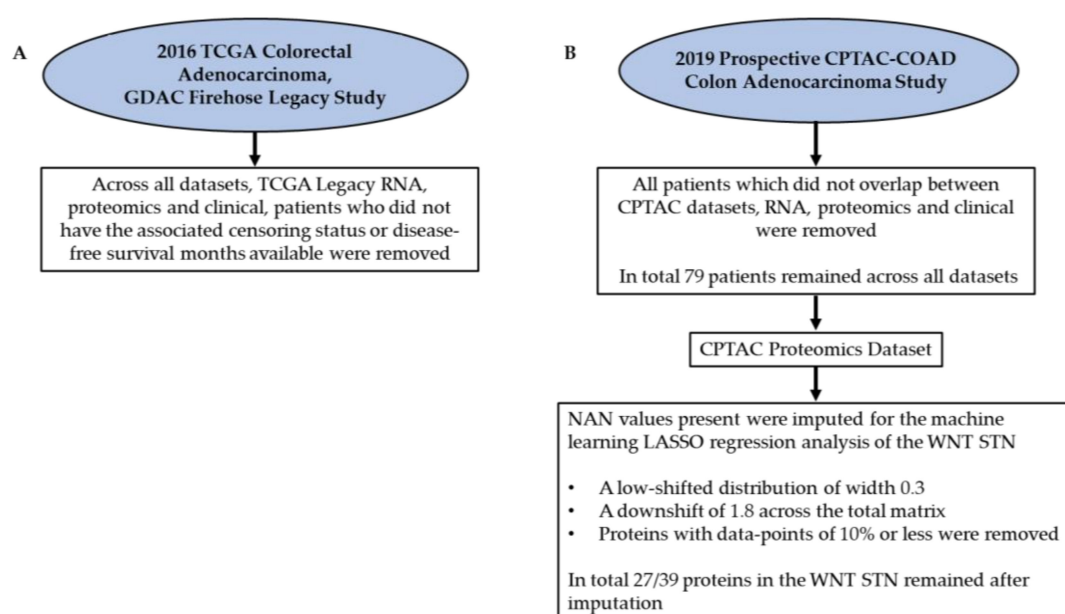 A
2016 TCGA Colorectal
Adenocarcinoma,
GDAC Firehose Legacy Study
Across all datasets, TCGA Legacy RNA,
proteomics and clinical, patients who did not
have the associated censoring status or disease-
free survival months available were removed
B
2019 Prospective CPTAC-COAD
Colon Adenocarcinoma Study
All patients which did not overlap between
CPTAC datasets, RNA, proteomics and clinical
were removed
In total 79 patients remained across all datasets
CPTAC Proteomics Dataset
NAN values present were imputed for the machine
learning LASSO regression analysis of the WNT STN
• A low-shifted distribution of width 0.3
• A downshift of 1.8 across the total matrix
• Proteins with data-points of 10% or less were removed
In total 27/39 proteins in the WNT STN remained after
imputation